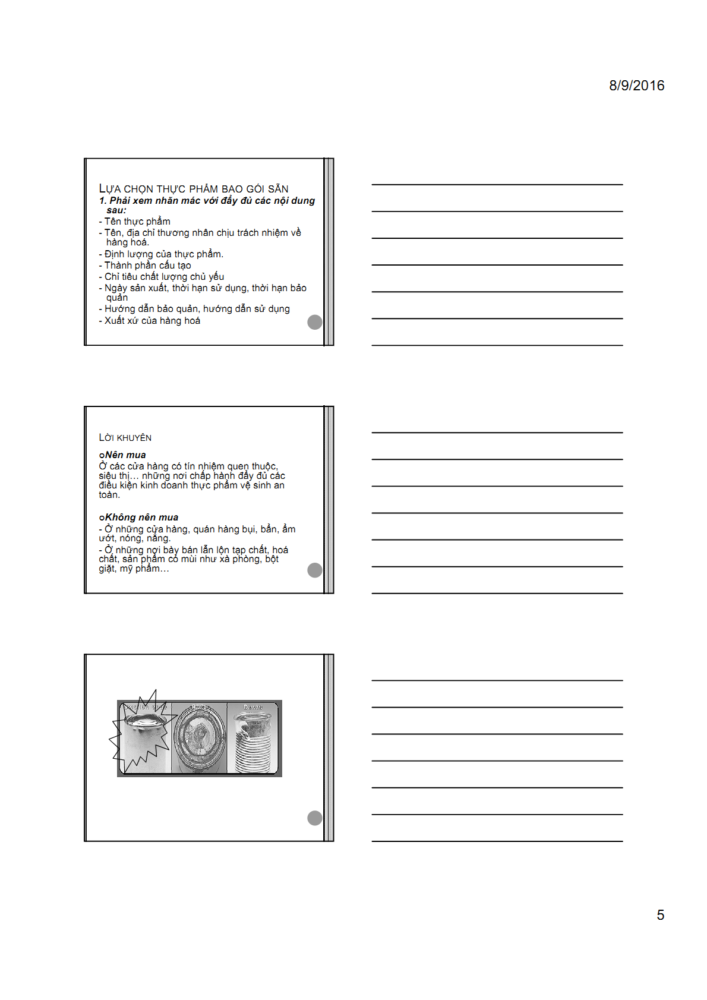 8/9/2016
LỰA CHỌN THỰC PHẨM BAO GÓI SẴN
1. Phải xem nhãn mác với đầy đủ các nội dung
sau:
- Tên thực phẩm
- Tên, địa chỉ thương nhân chịu trách nhiệm về
hàng hoá.
- Định lượng của thực phẩm.
- Thành phần cấu tạo
- Chỉ tiêu chất lượng chủ yếu
- Ngày sản xuất, thời hạn sử dụng, thời hạn bảo
quản
- Hướng dẫn bảo quản, hướng dẫn sử dụng
- Xuất xứ của hàng hoá
LỜI KHUYÊN
Nên mua
Ở các cửa hàng có tín nhiệm quen thuộc,
siêu thị… những nơi chấp hành đầy đủ các
điều kiện kinh doanh thực phẩm vệ sinh an
toàn.
Không nên mua
- Ở những cửa hàng, quán hàng bụi, bẩn, ẩm
ướt, nóng, nắng.
- Ở những nơi bày bán lẫn lộn tạp chất, hoá
chất, sản phẩm có mùi như xà phòng, bột
giặt, mỹ phẩm…
Swollen ends
Rust
Dents
5